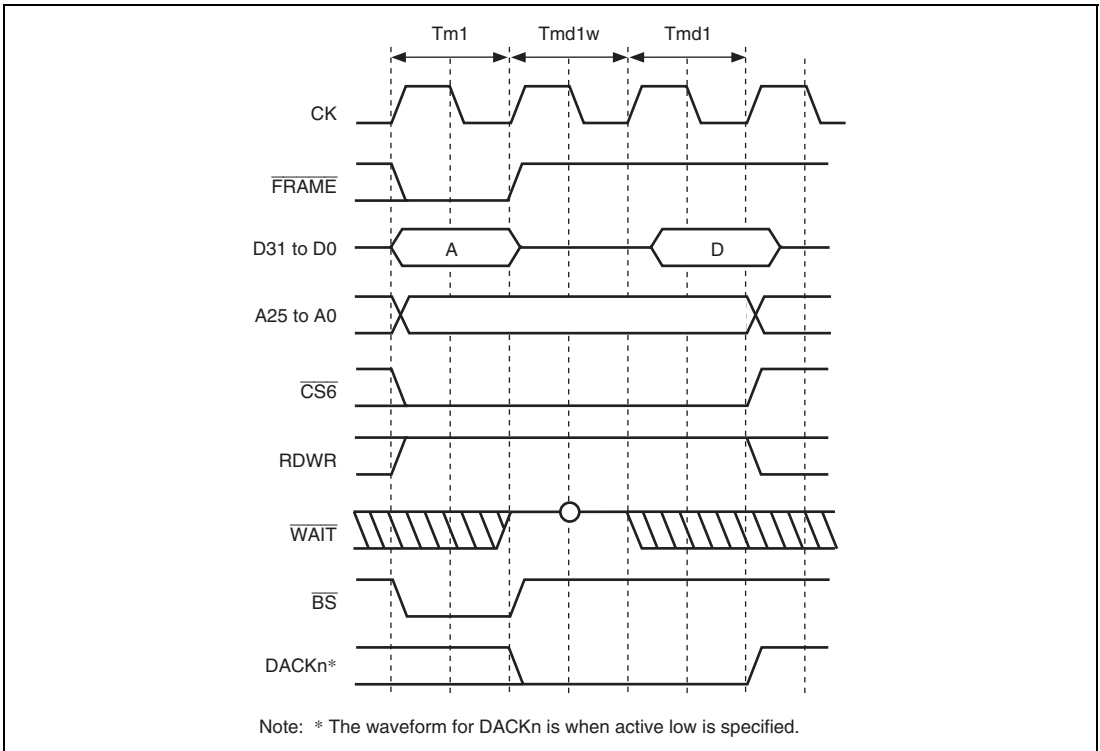 Tm1 Tmd1w Tmd1
CK
FRAME
D31 to D0 A D
A25 to A0
CS6
RDWR
WAIT
BS
DACKn*
Note: * The waveform for DACKn is when active low is specified.